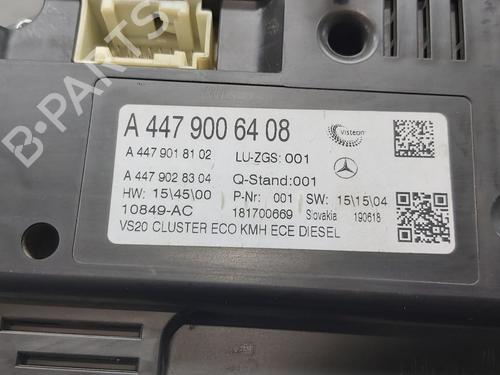 B-PARTS
A 447 900 64 08
Visteon
A 447 901 81 02
LU-ZGS: 001
A 447 902 83 04
Q-Stand:001
HW: 15\45\00
P-Nr: 001
SW: 15\15\04
10849-AC
181700669
Slovakia
190618
VS20 CLUSTER ECO KMH ECE DIESEL